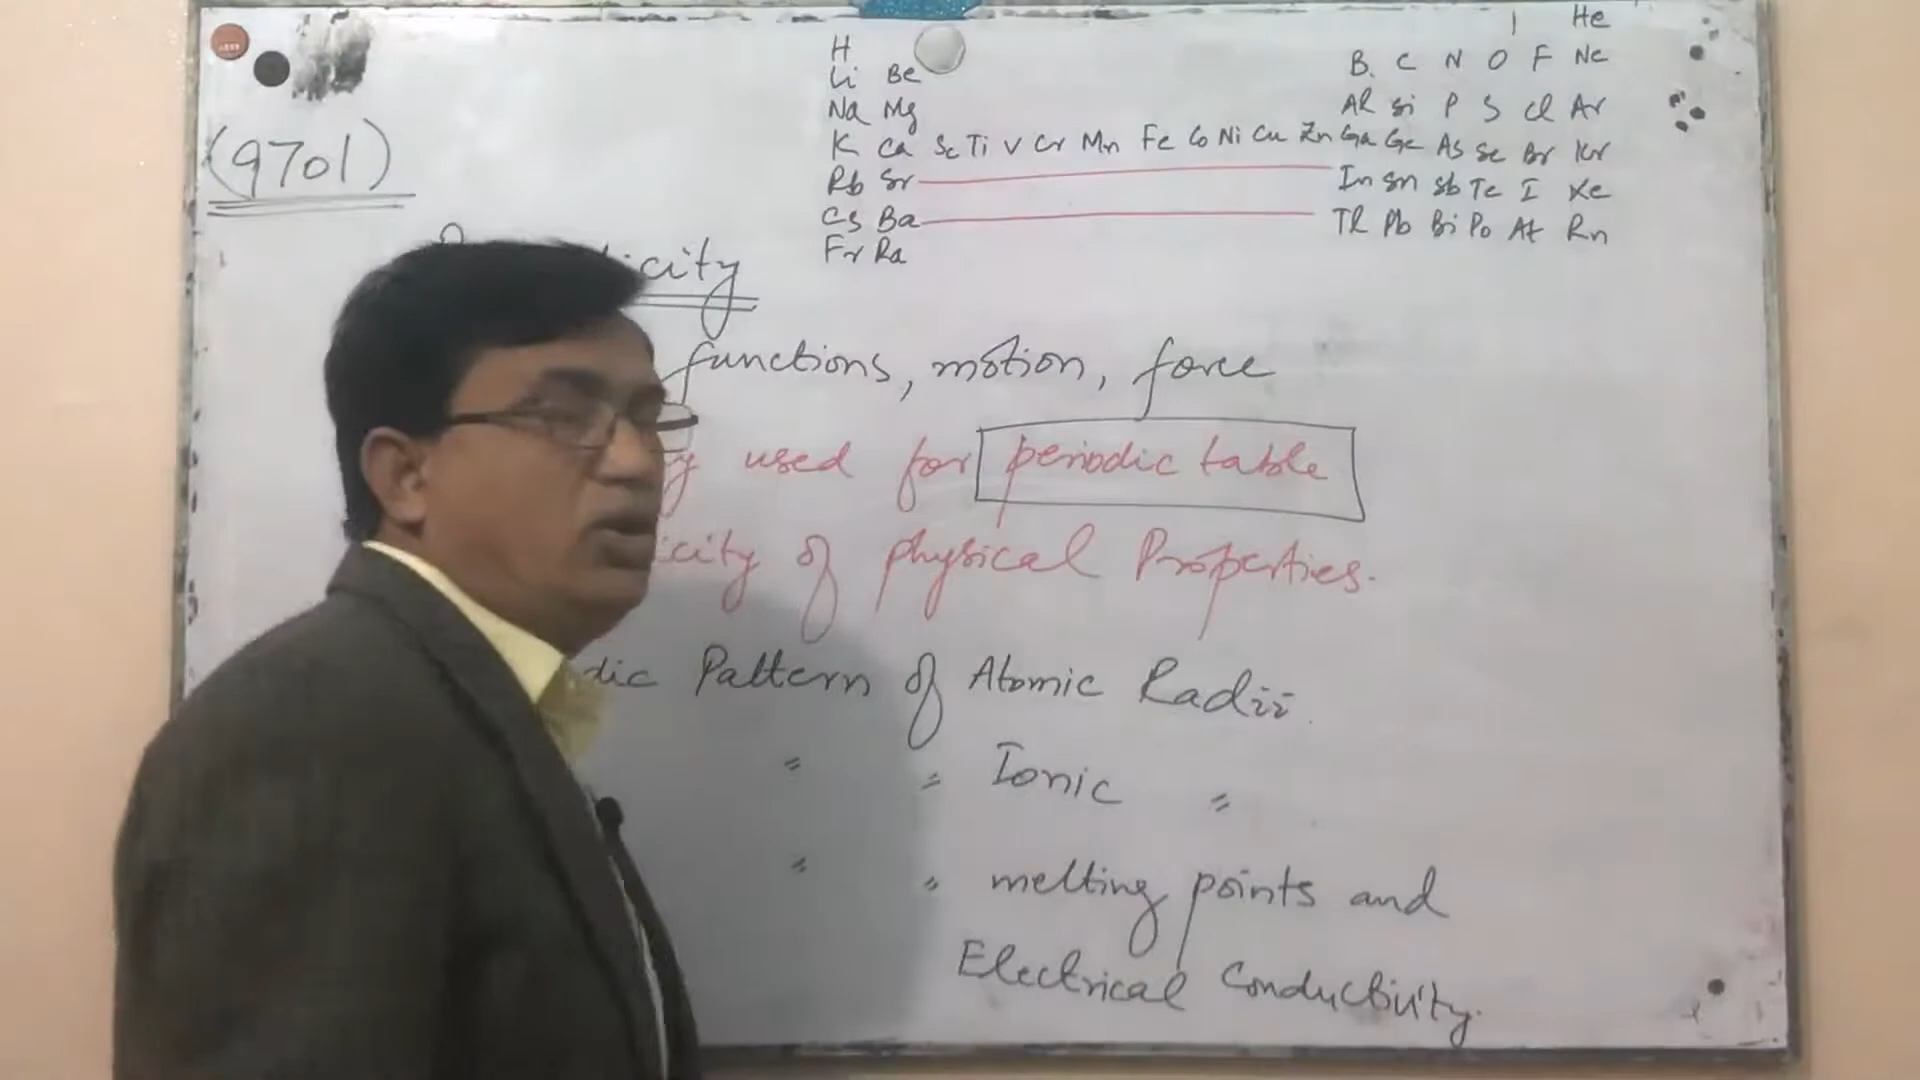 He
H
B. C N O F Ne
Li Be
Al Si P S Cl Ar
Na Mg
K Ca Sc Ti V Cr Mn Fe Co Ni Cu Zn Ga Ge As Se Br Kr
(9701)
Rb Sr In Sn Sb Te I Xe
Cs Ba Tl Pb Bi Po At Rn
Fr Ra
icity
functions, motion, force
y used for periodic table
icity of physical Properties.
dic Pattern of Atomic Radii.
" " Ionic "
" " melting points and
Electrical Conductivity.